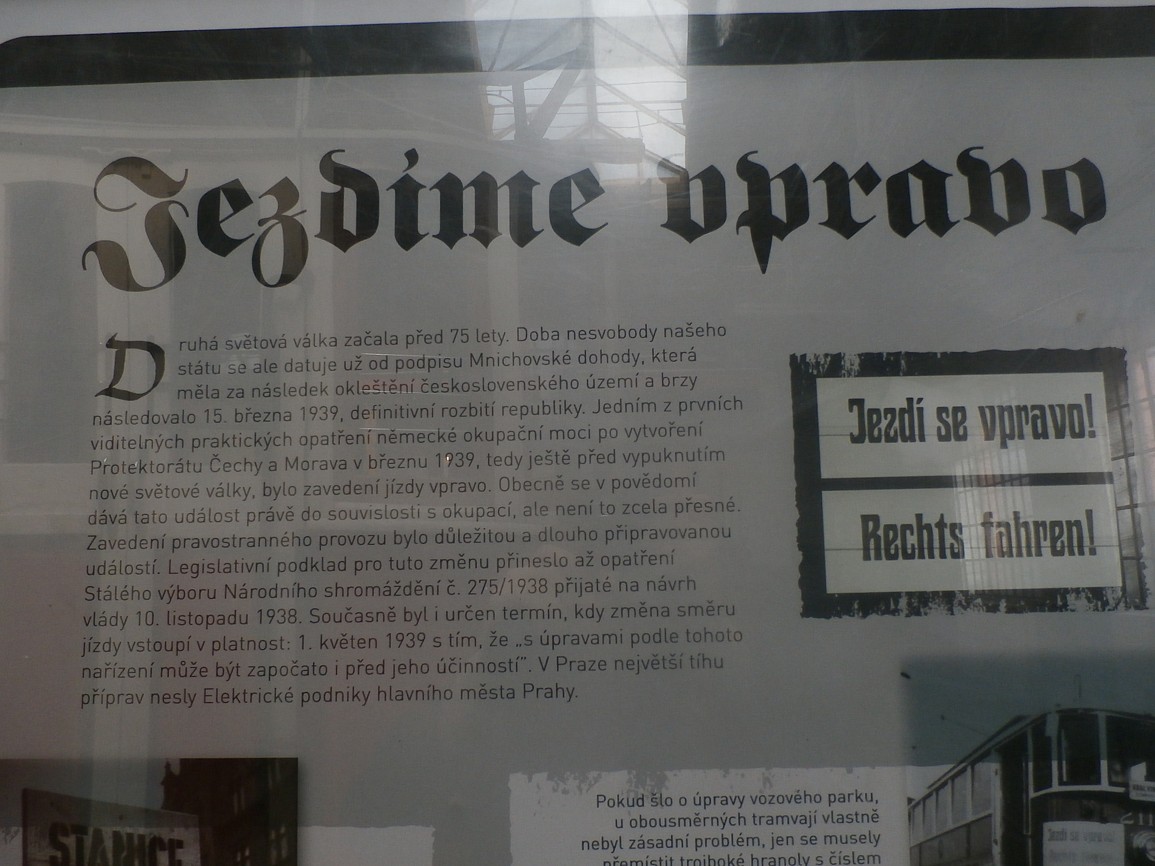 Jezdíme vpravo
Druhá světová válka začala před 75 lety. Doba nesvobody našeho
státu se ale datuje už od podpisu Mnichovské dohody, která
měla za následek okleštění československého území a brzy
následovalo 15. března 1939, definitivní rozbití republiky. Jedním z prvních
viditelných praktických opatření německé okupační moci po vytvoření
Protektorátu Čechy a Morava v březnu 1939, tedy ještě před vypuknutím
nové světové války, bylo zavedení jízdy vpravo. Obecně se v povědomí
dává tato událost právě do souvislosti s okupací, ale není to zcela přesné.
Zavedení pravostranného provozu bylo důležitou a dlouho připravovanou
událostí. Legislativní podklad pro tuto změnu přineslo až opatření
Stálého výboru Národního shromáždění č. 275/1938 přijaté na návrh
vlády 10. listopadu 1938. Současně byl i určen termín, kdy změna směru
jízdy vstoupí v platnost: 1. květen 1939 s tím, že „s úpravami podle tohoto
nařízení může být započato i před jeho účinností“. V Praze největší tíhu
příprav nesly Elektrické podniky hlavního města Prahy.
Jezdí se vpravo!
Rechts fahren!
STANICE
Pokud šlo o úpravy vozového parku,
u obousměrných tramvají vlastně
nebyl zásadní problém, jen se musely
přemístit trojboké hranoly s číslem
Jezdí se vpravo